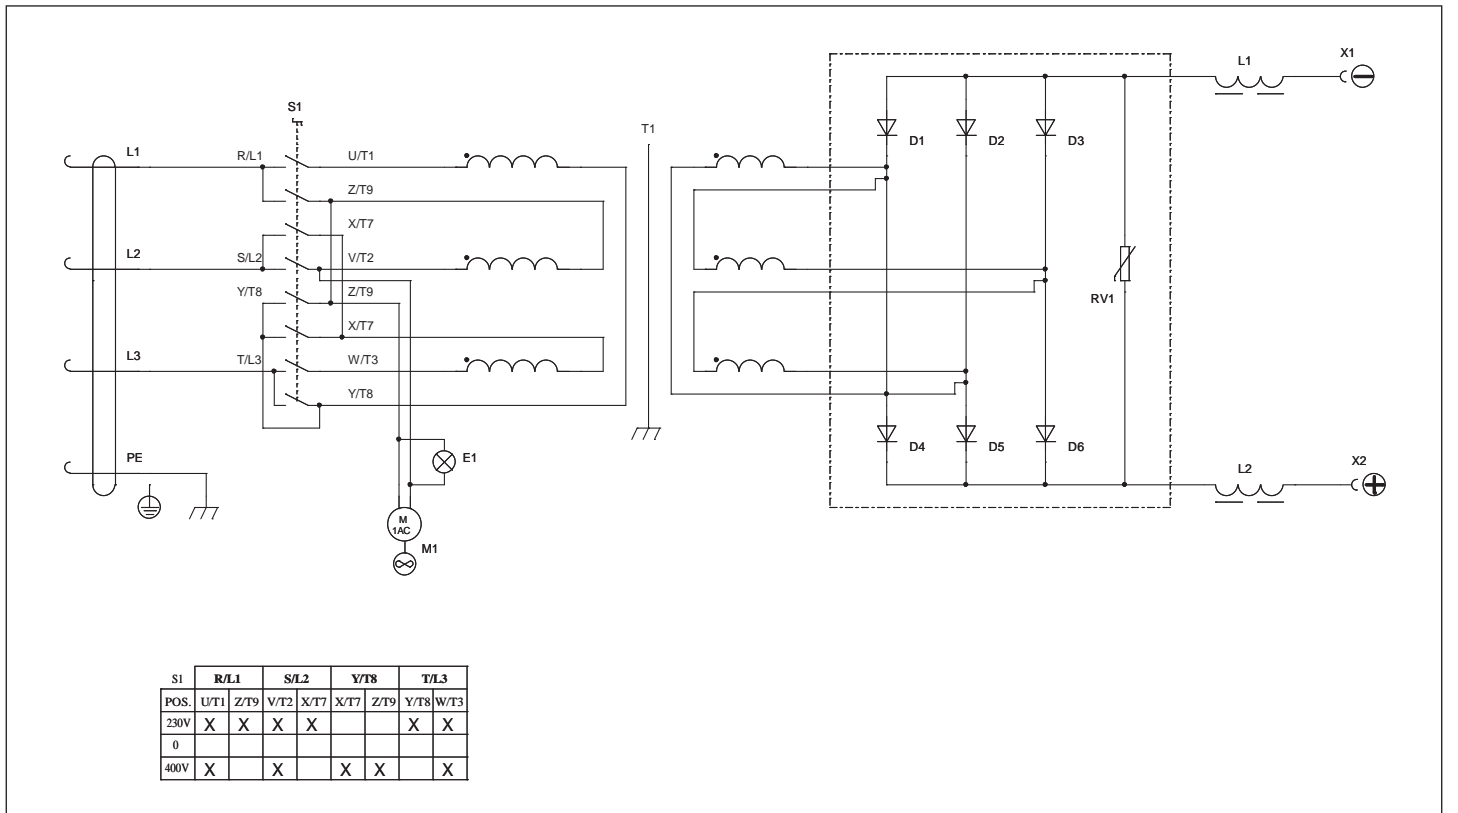 X1
L1
S1
T1
D1 D2 D3
L1 R/L1 U/T1
Z/T9
X/T7
L2 S/L2 V/T2
Y/T8 Z/T9
RV1
X/T7
L3 T/L3 W/T3
Y/T8
D4 D5 D6
PE E1
L2 X2
M
1AC
M1
S1 R/L1 S/L2 Y/T8 T/L3
POS. U/T1 Z/T9 V/T2 X/T7 X/T7 Z/T9 Y/T8 W/T3
230V X X X X X X
0
400V X X X X X